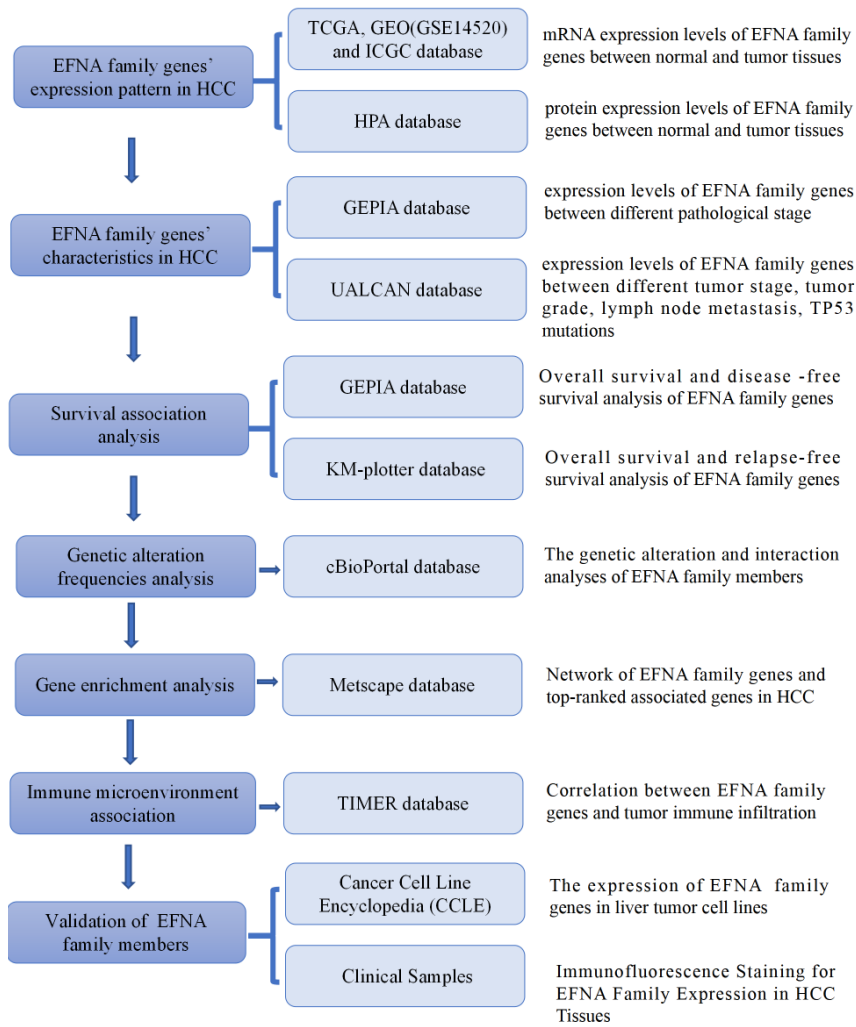 EFNA family genes'
expression pattern in HCC
TCGA, GEO(GSE14520)
and ICGC database
mRNA expression levels of EFNA family
genes between normal and tumor tissues
HPA database
protein expression levels of EFNA family
genes between normal and tumor tissues
EFNA family genes'
characteristics in HCC
GEPIA database
expression levels of EFNA family genes
between different pathological stage
UALCAN database
expression levels of EFNA family genes
between different tumor stage, tumor
grade, lymph node metastasis, TP53
mutations
Survival association
analysis
GEPIA database
Overall survival and disease -free
survival analysis of EFNA family genes
KM-plotter database
Overall survival and relapse-free
survival analysis of EFNA family genes
Genetic alteration
frequencies analysis
cBioPortal database
The genetic alteration and interaction
analyses of EFNA family members
Gene enrichment analysis
Metscape database
Network of EFNA family genes and
top-ranked associated genes in HCC
Immune microenvironment
association
TIMER database
Correlation between EFNA family
genes and tumor immune infiltration
Validation of EFNA
family members
Cancer Cell Line
Encyclopedia (CCLE)
The expression of EFNA family
genes in liver tumor cell lines
Clinical Samples
Immunofluorescence Staining for
EFNA Family Expression in HCC
Tissues